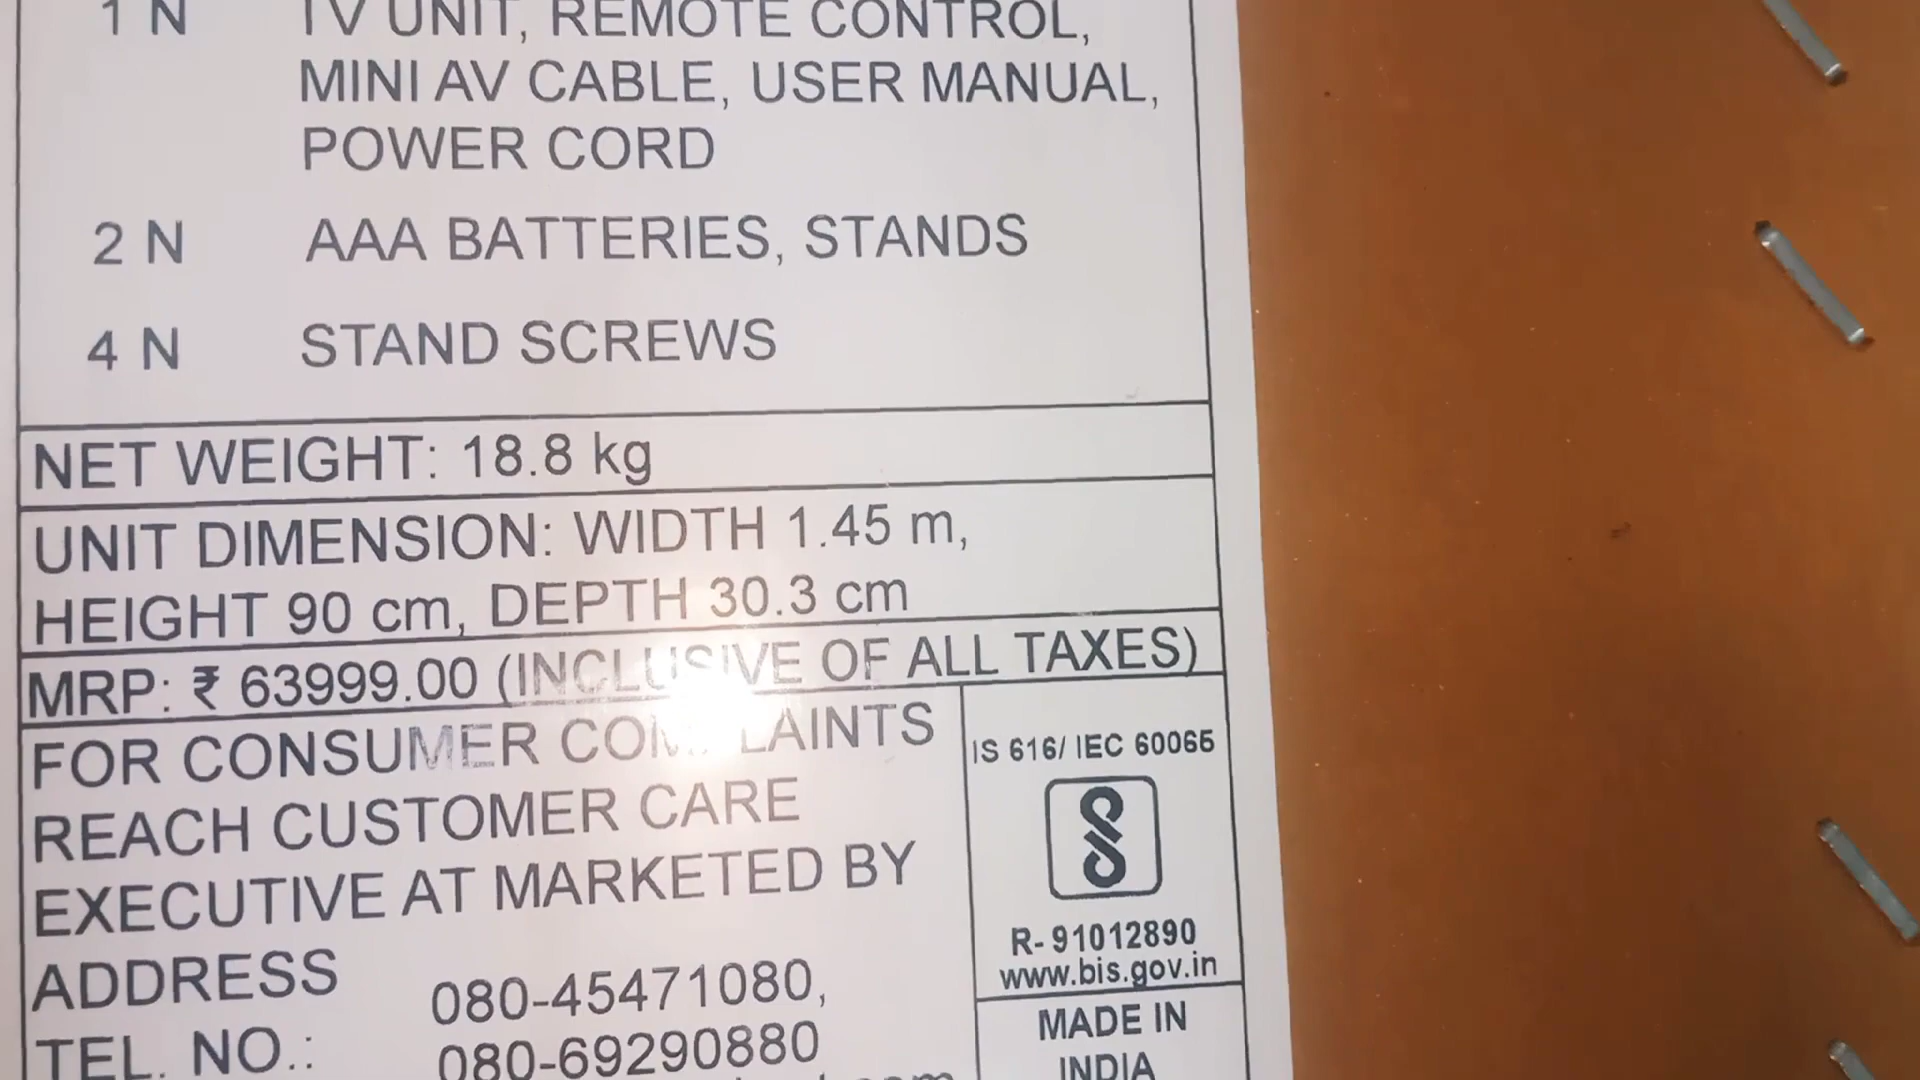 1 N TV UNIT, REMOTE CONTROL,
MINI AV CABLE, USER MANUAL,
POWER CORD
2 N AAA BATTERIES, STANDS
4 N STAND SCREWS
NET WEIGHT: 18.8 kg
UNIT DIMENSION: WIDTH 1.45 m,
HEIGHT 90 cm, DEPTH 30.3 cm
MRP: ₹ 63999.00 (INCLUSIVE OF ALL TAXES)
FOR CONSUMER COMPLAINTS
REACH CUSTOMER CARE
EXECUTIVE AT MARKETED BY
ADDRESS
TEL. NO.: 080-45471080,
080-69290880
IS 616/ IEC 60065
R-91012890
www.bis.gov.in
MADE IN
INDIA